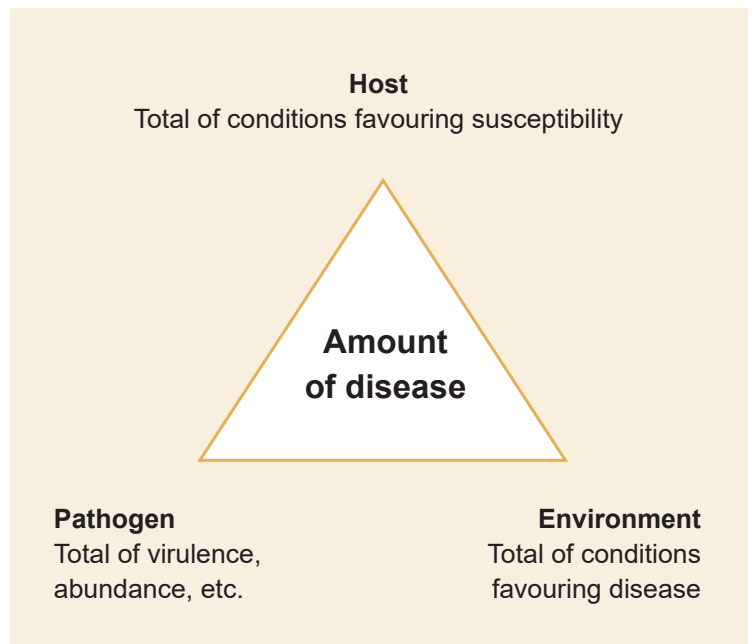 Host
Total of conditions favouring susceptibility
Amount
of disease
Pathogen
Total of virulence,
abundance, etc.
Environment
Total of conditions
favouring disease